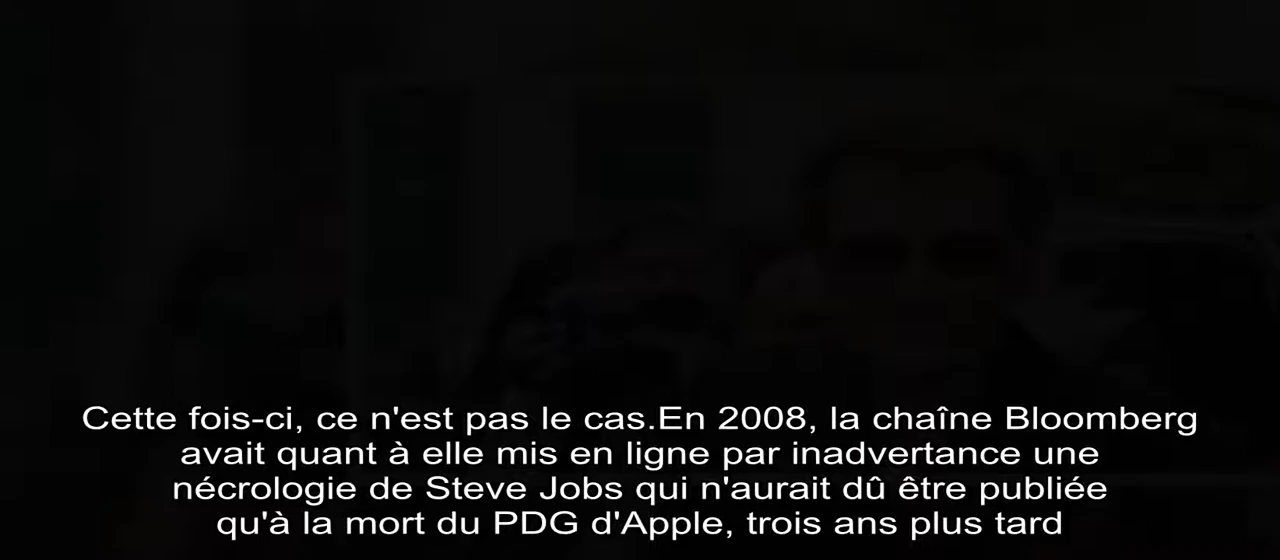 Cette fois-ci, ce n'est pas le cas.En 2008, la chaîne Bloomberg
avait quant à elle mis en ligne par inadvertance une
nécrologie de Steve Jobs qui n'aurait dû être publiée
qu'à la mort du PDG d'Apple, trois ans plus tard